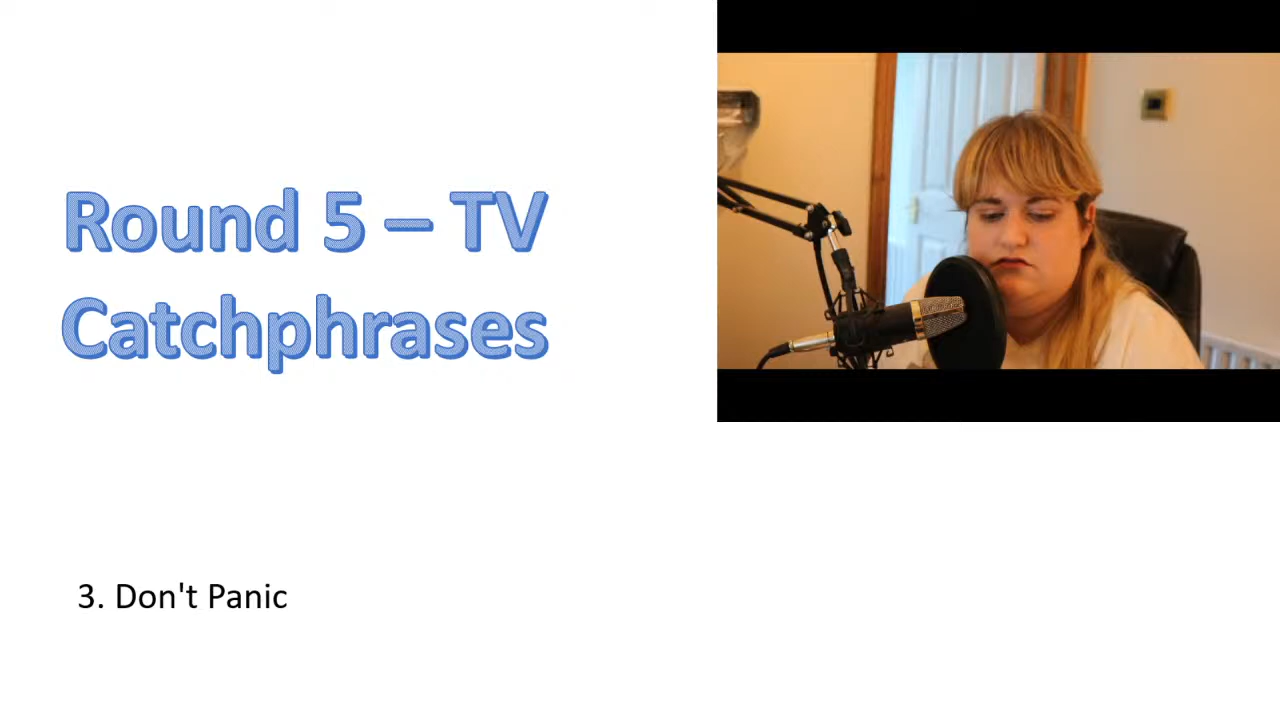 Round 5 – TV
Catchphrases
3. Don't Panic